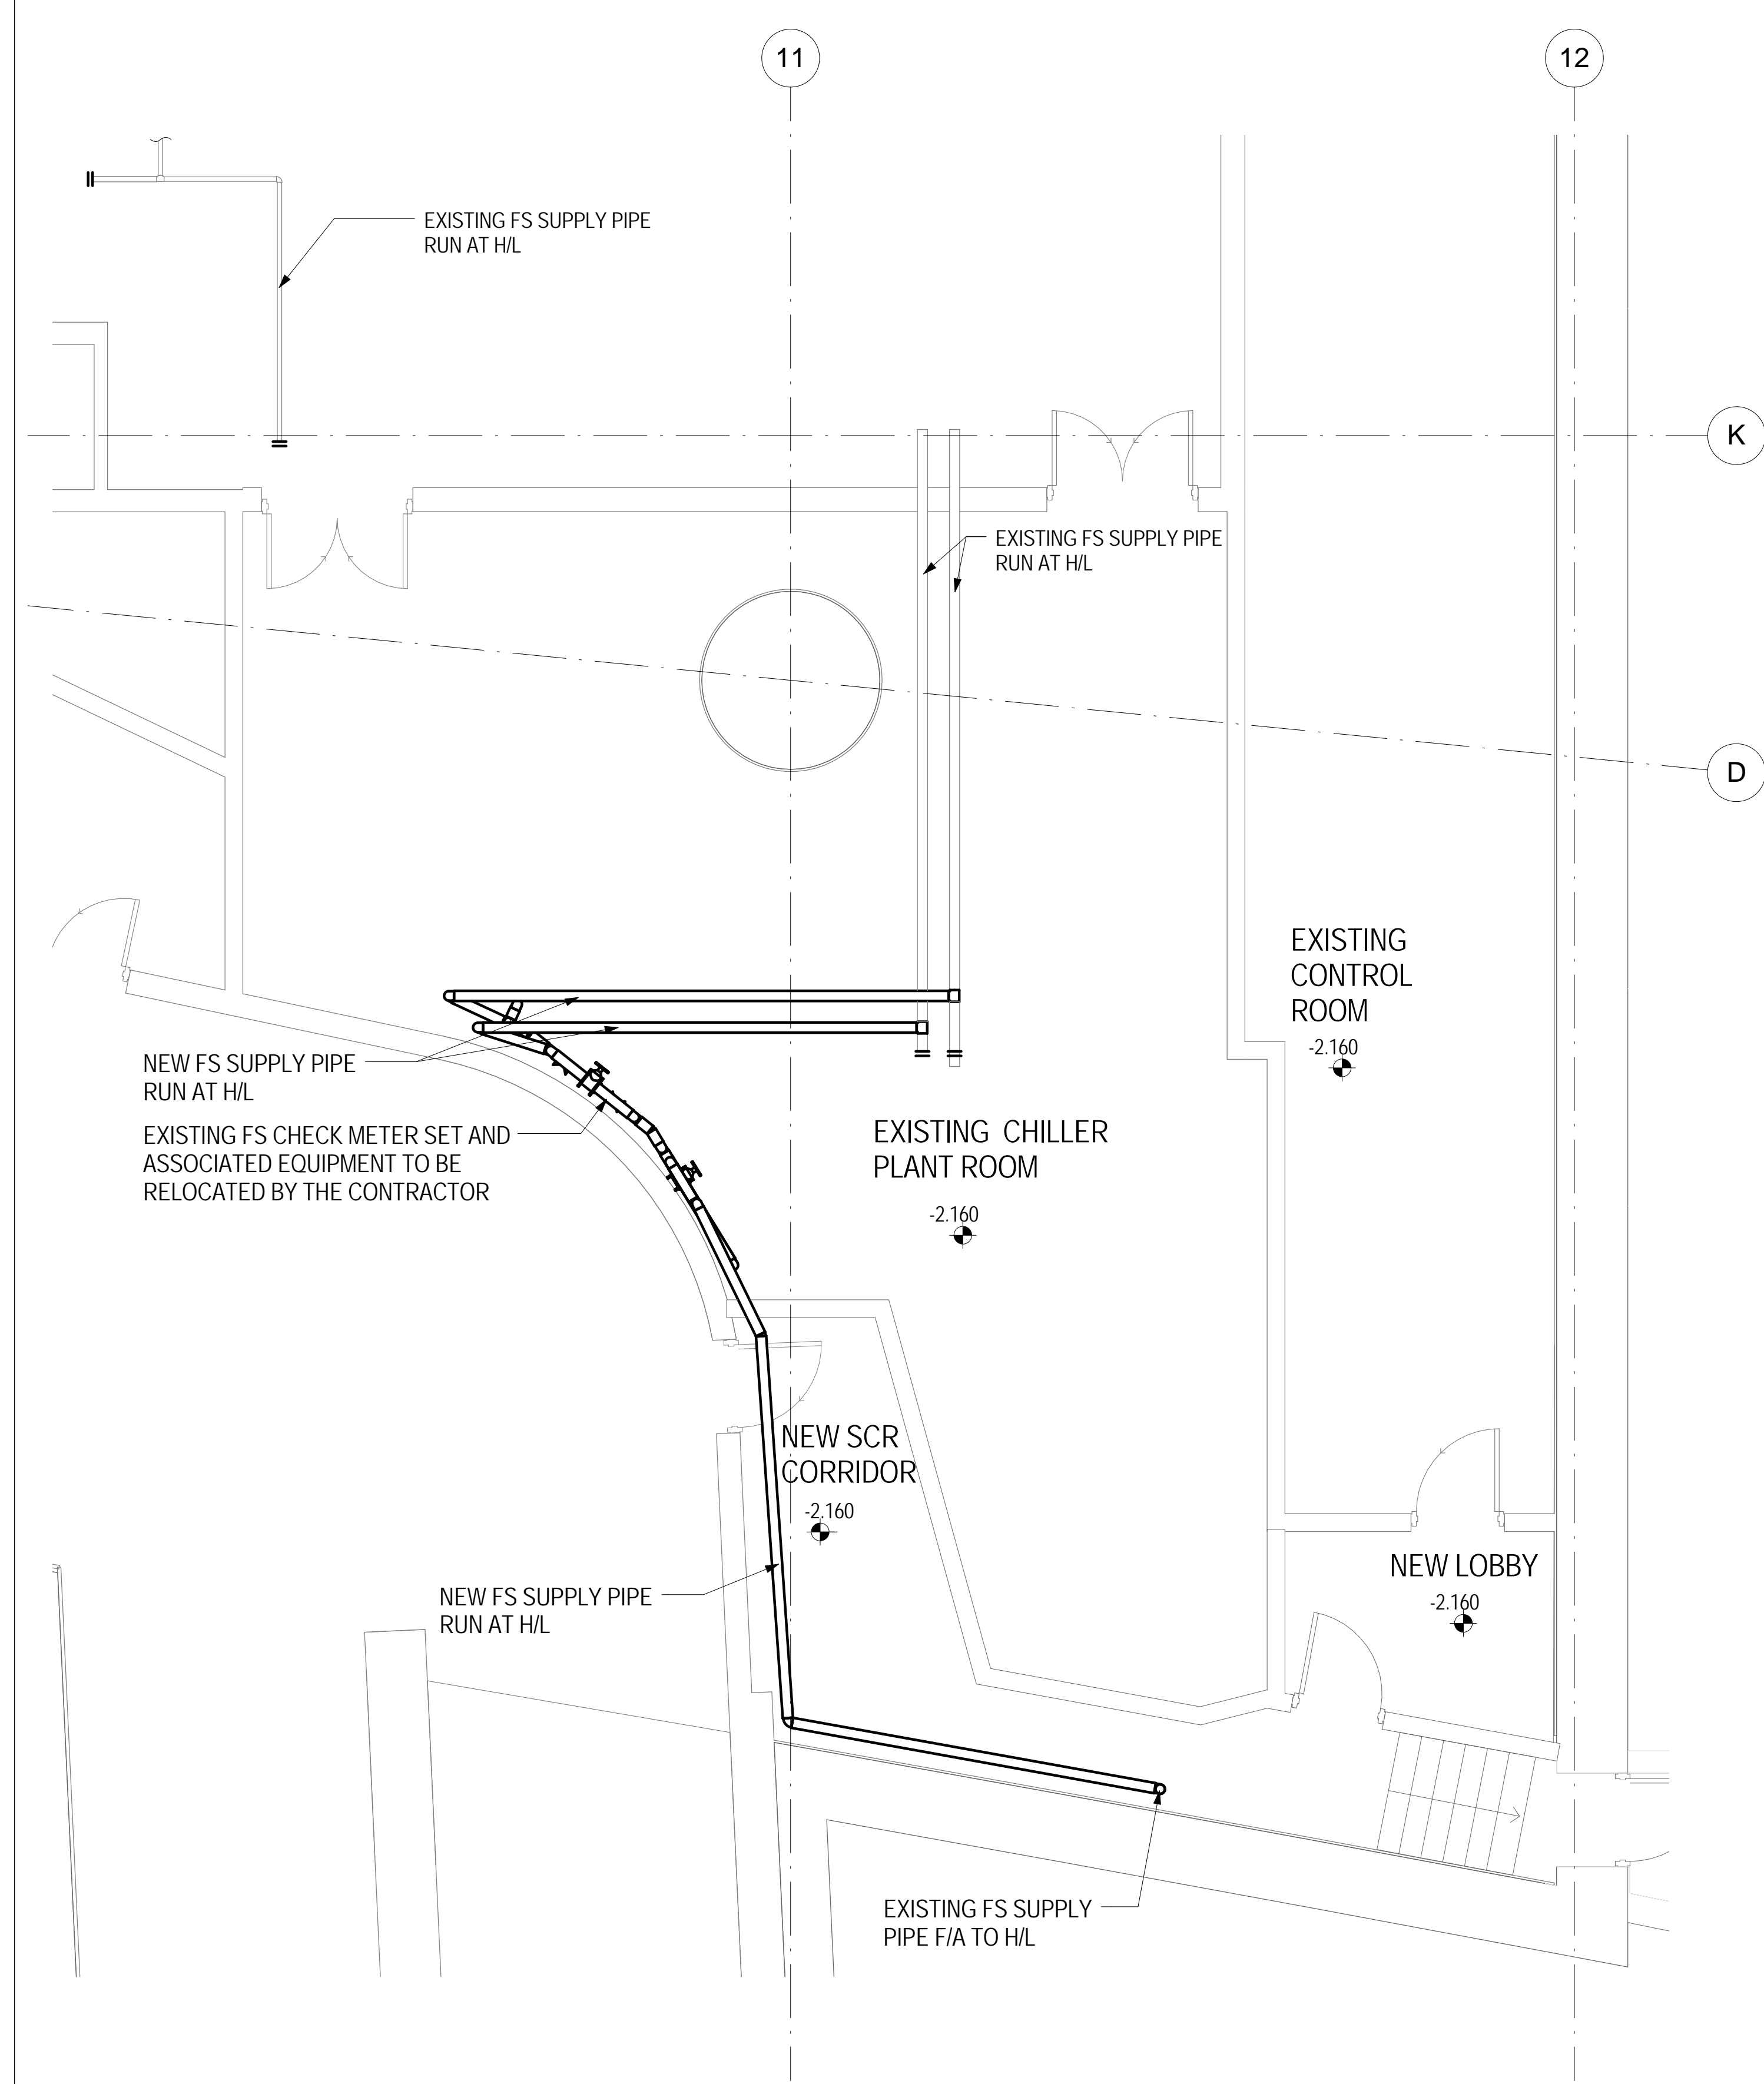 11
12
EXISTING FS SUPPLY PIPE
RUN AT H/L
K
EXISTING FS SUPPLY PIPE
RUN AT H/L
D
EXISTING
CONTROL
ROOM
-2.160
NEW FS SUPPLY PIPE
RUN AT H/L
EXISTING FS CHECK METER SET AND
ASSOCIATED EQUIPMENT TO BE
RELOCATED BY THE CONTRACTOR
EXISTING CHILLER
PLANT ROOM
-2.160
NEW SCR
CORRIDOR
-2.160
NEW LOBBY
-2.160
NEW FS SUPPLY PIPE
RUN AT H/L
EXISTING FS SUPPLY
PIPE F/A TO H/L